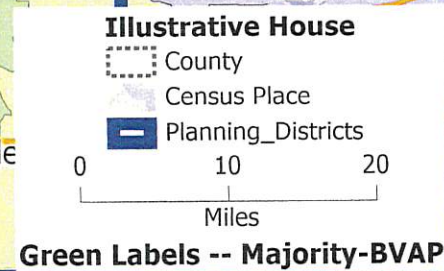 Illustrative House
County
Census Place
Planning_Districts
0 10 20
Miles
Green Labels -- Majority-BVAP